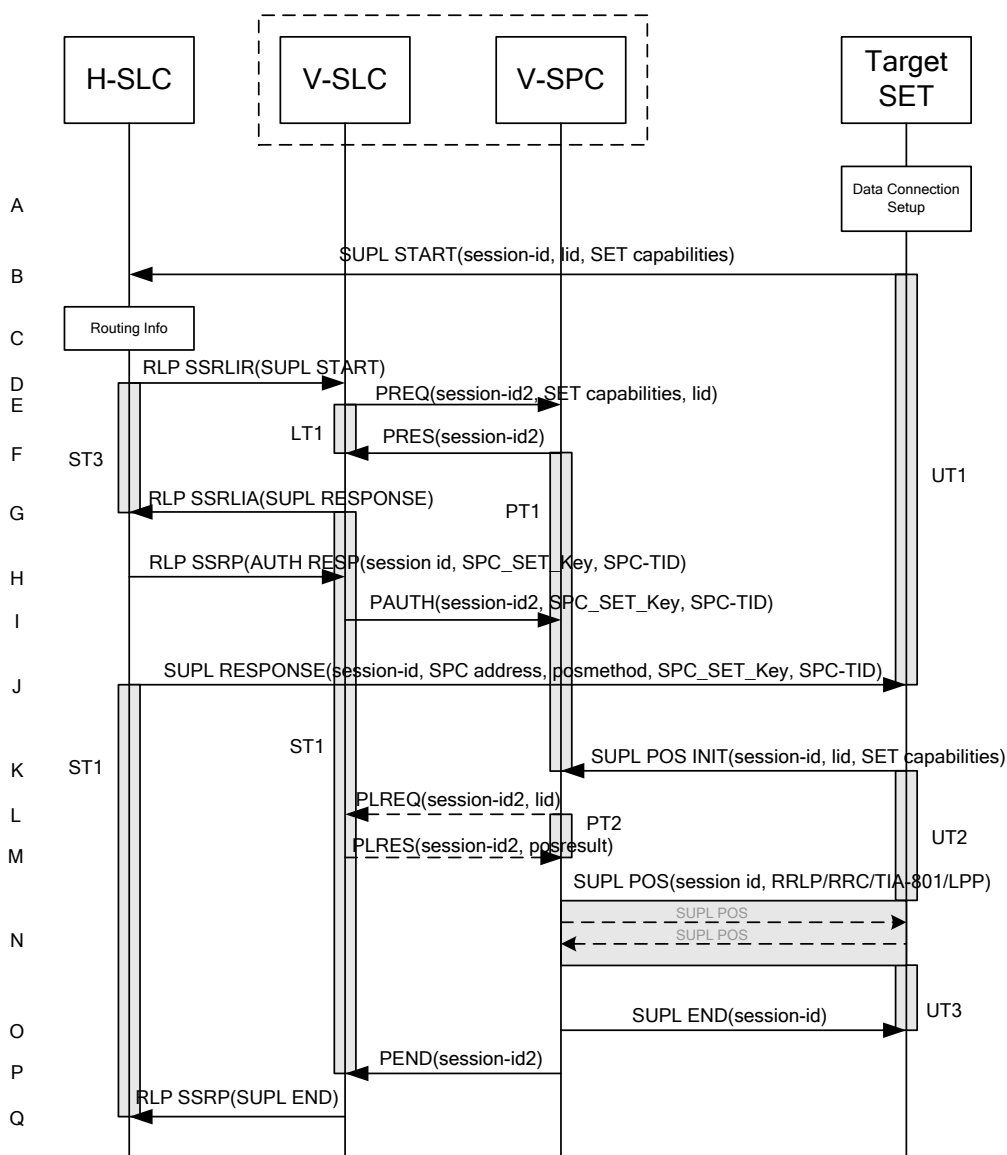 H-SLC
V-SLC
V-SPC
Target
SET
A
Data Connection
Setup
SUPL START(session-id, lid, SET capabilities)
B
Routing Info
C
RLP SSRLIR(SUPL START)
D
PREQ(session-id2, SET capabilities, lid)
E
LT1
PRES(session-id2)
F
ST3
UT1
RLP SSRLIA(SUPL RESPONSE)
G
PT1
RLP SSRP(AUTH RESP(session id, SPC_SET_Key, SPC-TID)
H
PAUTH(session-id2, SPC_SET_Key, SPC-TID)
I
SUPL RESPONSE(session-id, SPC address, posmethod, SPC_SET_Key, SPC-TID)
J
ST1
ST1
SUPL POS INIT(session-id, lid, SET capabilities)
K
PLREQ(session-id2, lid)
L
PT2
UT2
PLRES(session-id2, posresult)
M
SUPL POS(session id, RRLP/RRC/TIA-801/LPP)
SUPL POS
N
SUPL POS
SUPL END(session-id)
UT3
O
PEND(session-id2)
P
RLP SSRP(SUPL END)
Q